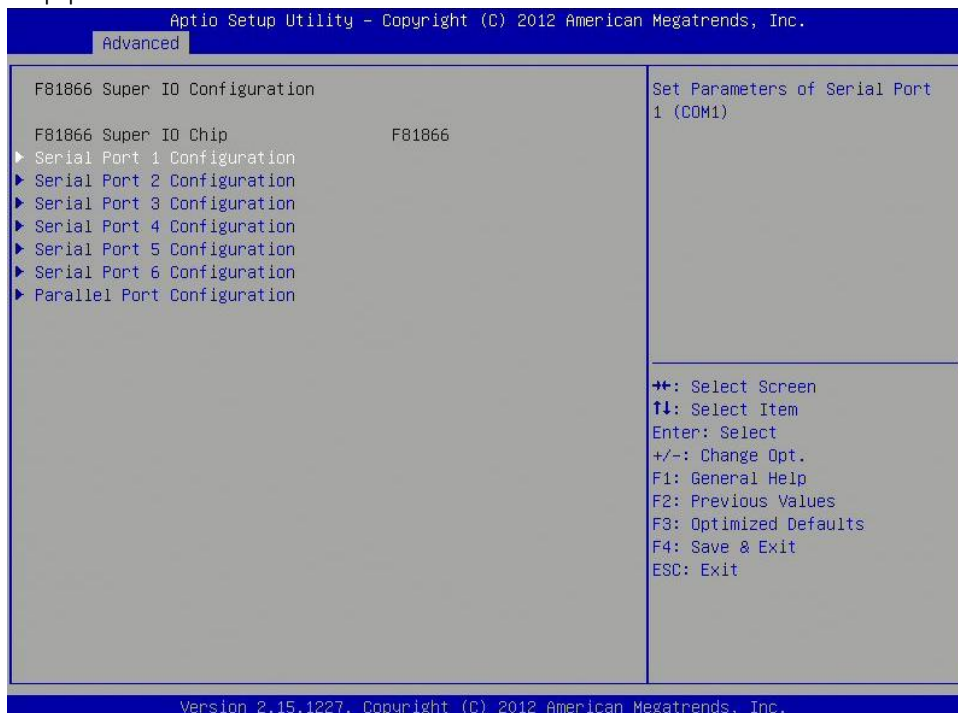 Aptio Setup Utility – Copyright (C) 2012 American Megatrends, Inc.
Advanced
F81866 Super IO Configuration
F81866 Super IO Chip F81866
▶ Serial Port 1 Configuration
▶ Serial Port 2 Configuration
▶ Serial Port 3 Configuration
▶ Serial Port 4 Configuration
▶ Serial Port 5 Configuration
▶ Serial Port 6 Configuration
▶ Parallel Port Configuration
Set Parameters of Serial Port
1 (COM1)
→←: Select Screen
↑↓: Select Item
Enter: Select
+/-: Change Opt.
F1: General Help
F2: Previous Values
F3: Optimized Defaults
F4: Save & Exit
ESC: Exit
Version 2.15.1227. Copyright (C) 2012 American Megatrends, Inc.